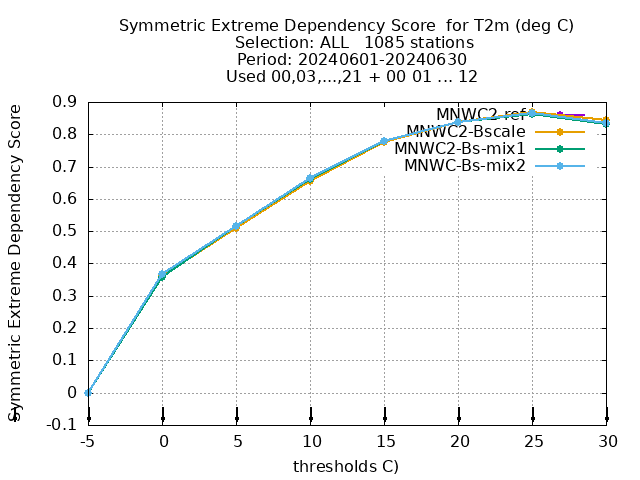 Symmetric Extreme Dependency Score  for T2m (deg C)
Selection: ALL   1085 stations
Period: 20240601-20240630
Used 00,03,...,21 + 00 01 ... 12
Symmetric Extreme Dependency Score
0.9
0.8
0.7
0.6
0.5
0.4
0.3
0.2
0.1
0
-0.1
MNWC2-ref
MNWC2-Bscale
MNWC2-Bs-mix1
MNWC-Bs-mix2
-5 0 5 10 15 20 25 30
thresholds C)